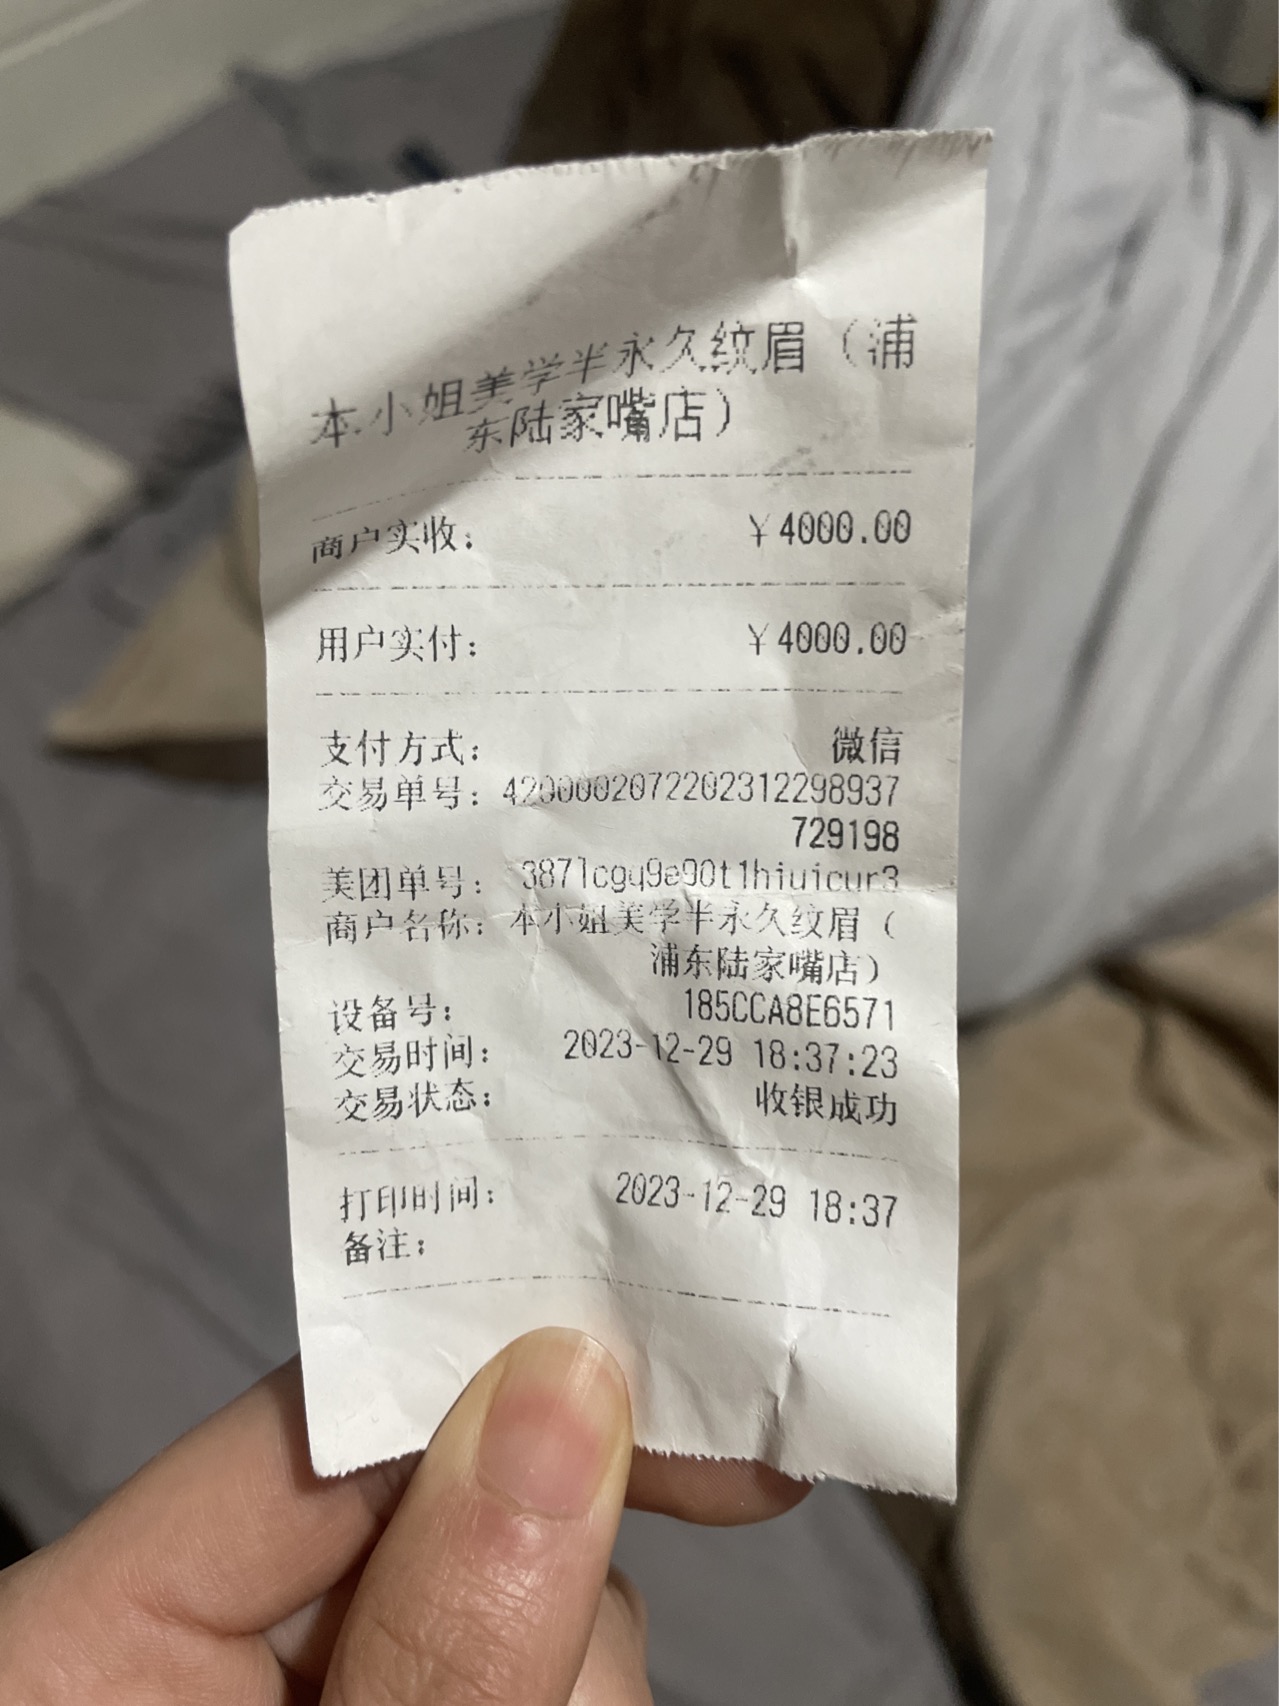 本小姐美学半永久纹眉（浦
东陆家嘴店）
商户实收： ￥4000.00
用户实付： ￥4000.00
支付方式： 微信
交易单号： 4200002072202312298937
729198
美团单号： 3871cgq9e90t1hiuicur3
商户名称： 本小姐美学半永久纹眉（
浦东陆家嘴店）
设备号： 185CCA8E6571
交易时间： 2023-12-29 18:37:23
交易状态： 收银成功
打印时间： 2023-12-29 18:37
备注：